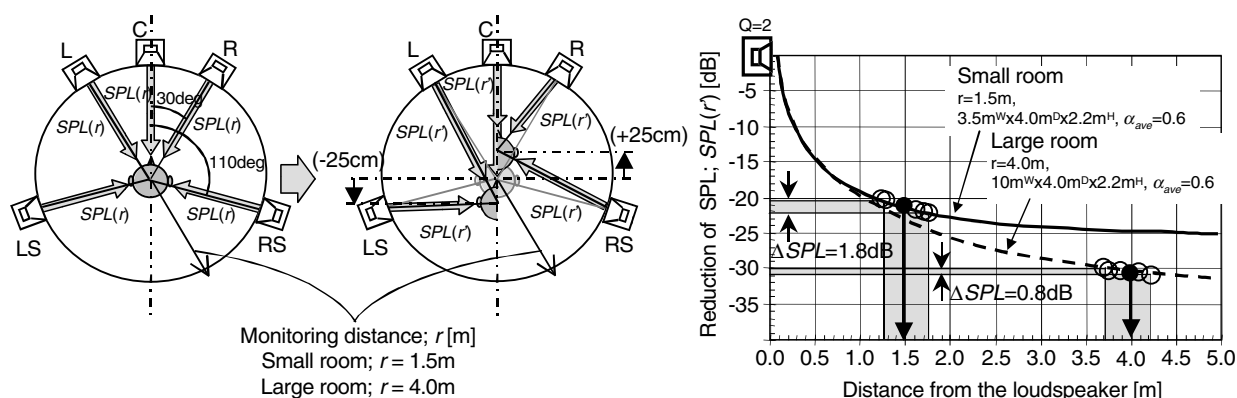 C
L
R
SPL(r)
30deg
SPL(r)
SPL(r)
110deg
SPL(r)
SPL(r)
LS
RS
C
L
R
SPL(r')
SPL(r')
SPL(r')
(+25cm)
(-25cm)
SPL(r')
SPL(r')
LS
RS
Monitoring distance; r [m]
Small room; r = 1.5m
Large room; r = 4.0m
Q=2
Reduction of SPL; SPL(r') [dB]
-5
-10
-15
-20
-25
-30
-35
Small room
r=1.5m,
3.5mᵂx4.0mᴰx2.2mᴴ, αave=0.6
Large room
r=4.0m,
10mᵂx4.0mᴰx2.2mᴴ, αave=0.6
ΔSPL=1.8dB
ΔSPL=0.8dB
0.0 0.5 1.0 1.5 2.0 2.5 3.0 3.5 4.0 4.5 5.0
Distance from the loudspeaker [m]